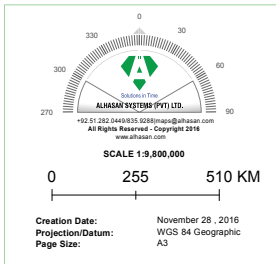 0
330 30
300 60
270 90
Solutions in Time
ALHASAN SYSTEMS (PVT) LTD.
+92.51.282.0449/835.9288|maps@alhasan.com
All Rights Reserved - Copyright 2016
www.alhasan.com
SCALE 1:9,800,000
0 255 510 KM
Creation Date: November 28 , 2016
Projection/Datum: WGS 84 Geographic
Page Size: A3